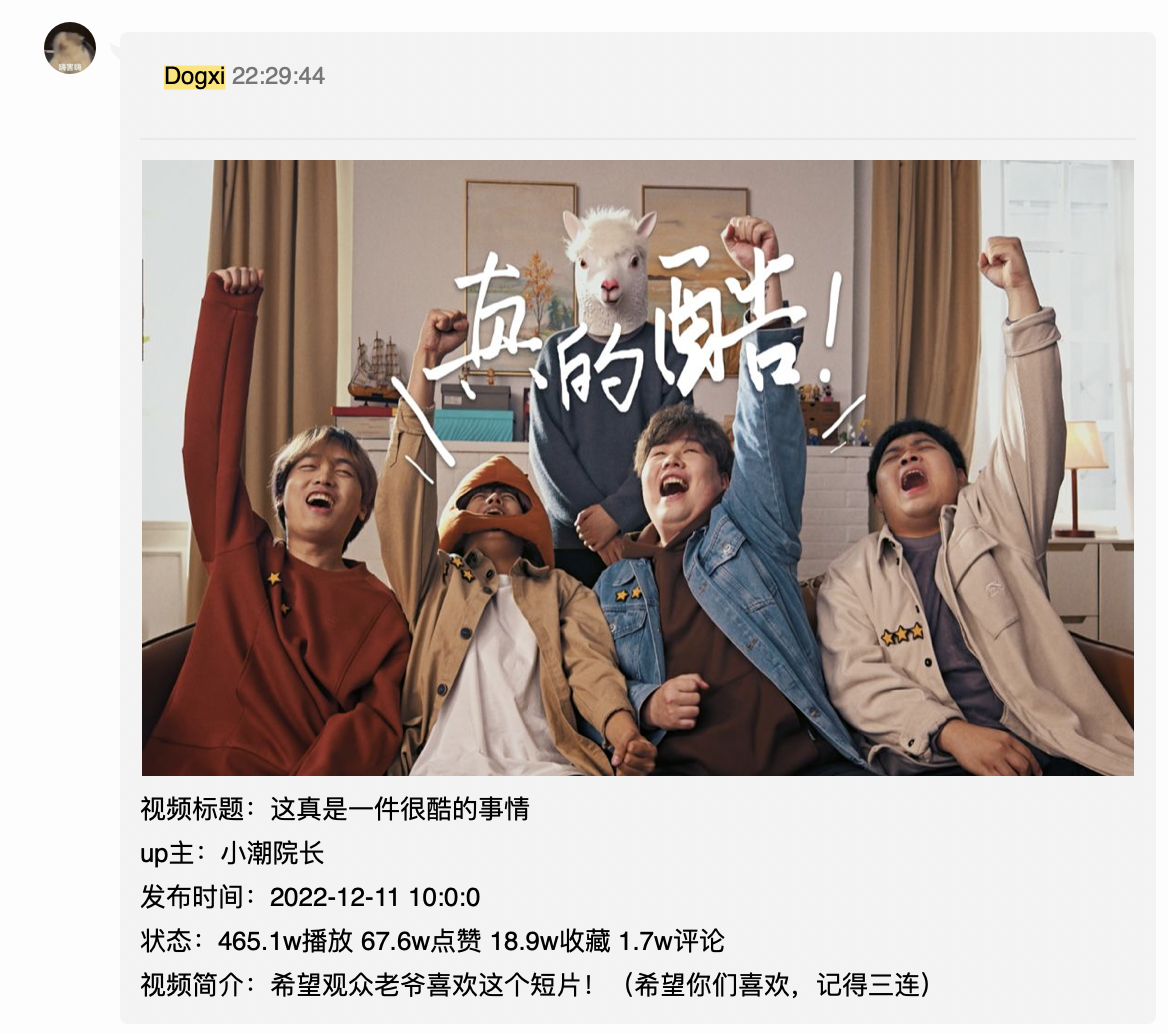 嗨害嗨
Dogxi 22:29:44
真的酷!
视频标题：这真是一件很酷的事情
up主：小潮院长
发布时间：2022-12-11 10:0:0
状态：465.1w播放 67.6w点赞 18.9w收藏 1.7w评论
视频简介：希望观众老爷喜欢这个短片！（希望你们喜欢，记得三连）